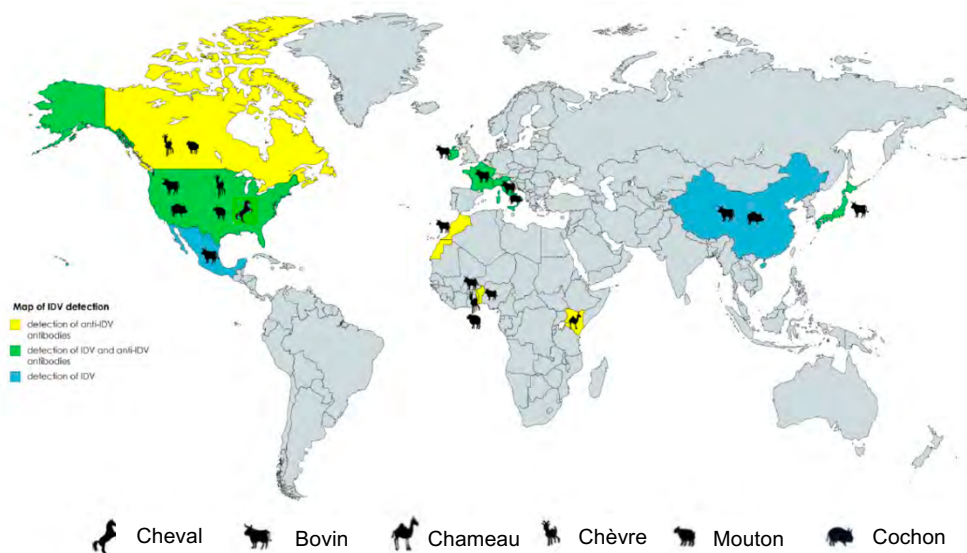 Map of IDV detection
detection of anti-IDV
antibodies
detection of IDV and anti-IDV
antibodies
detection of IDV
Cheval Bovin Chameau Chèvre Mouton Cochon